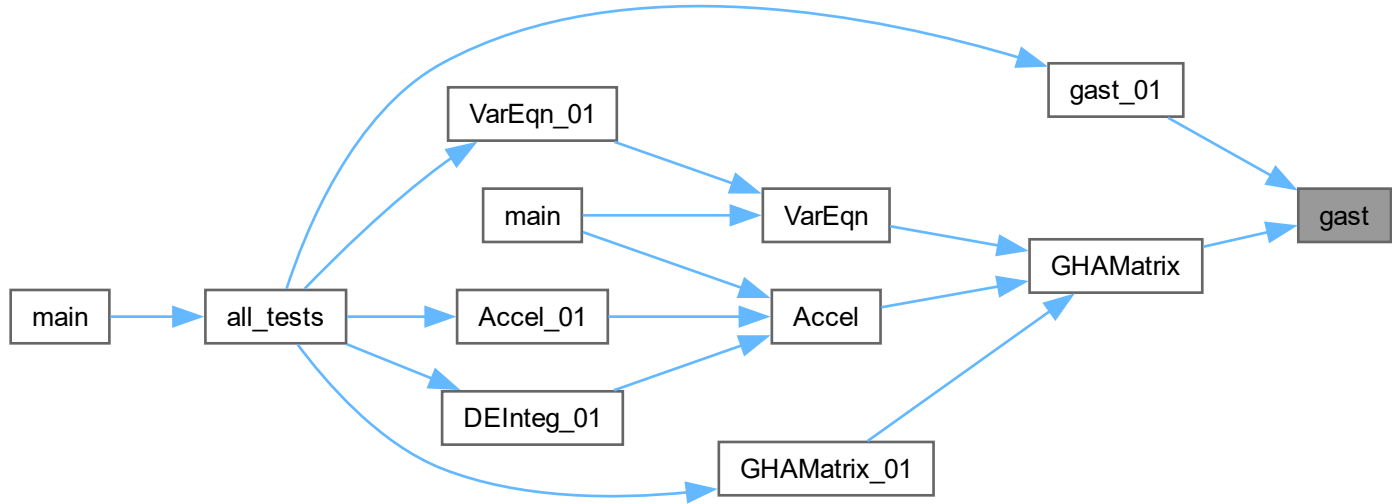 gast_01
VarEqn_01
main
VarEqn
gast
GHAMatrix
main
all_tests
Accel_01
Accel
DEInteg_01
GHAMatrix_01